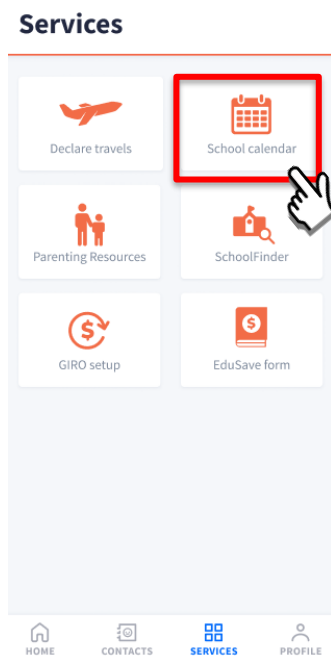 Services
Declare travels
School calendar
Parenting Resources
SchoolFinder
$
GIRO setup
$
EduSave form
HOME
CONTACTS
SERVICES
PROFILE